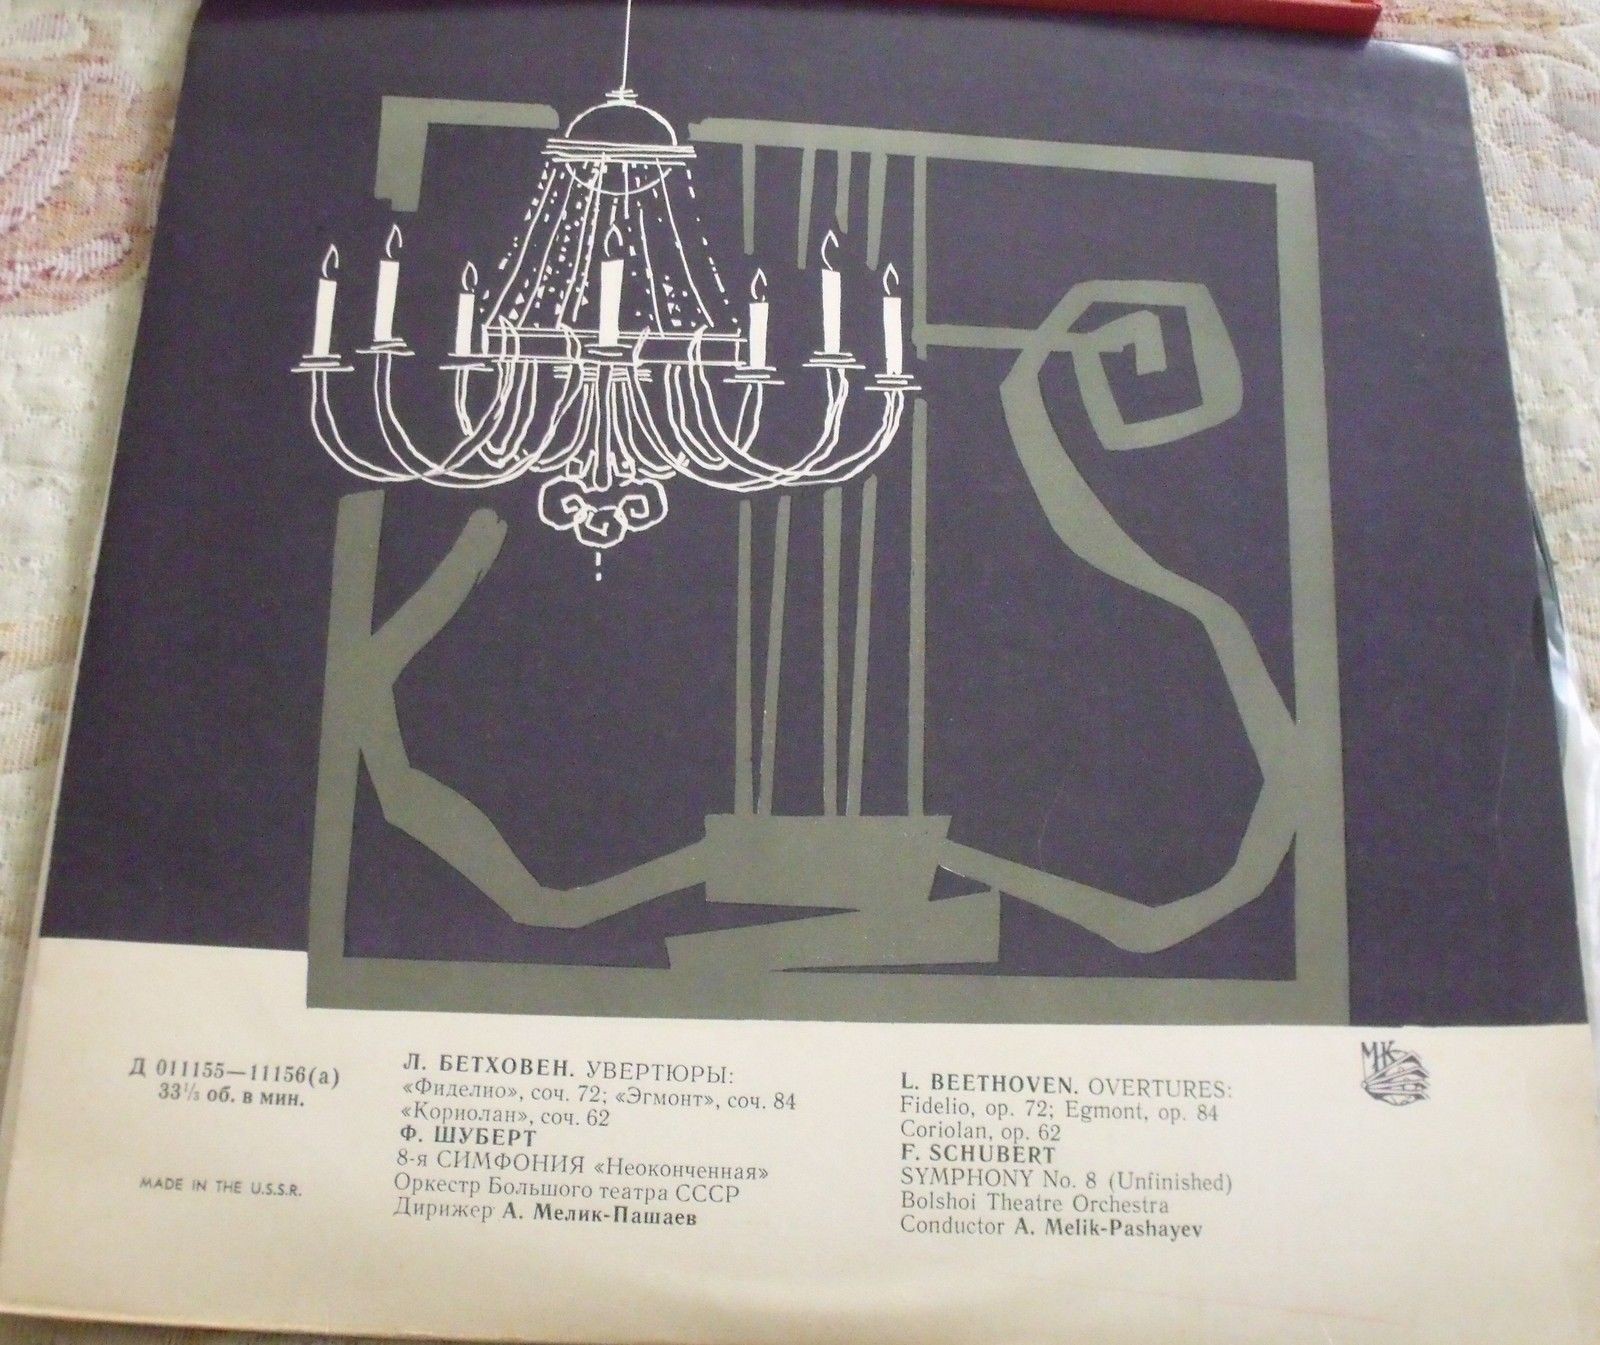 Д 011155—11156(а)
33⅓ об. в мин.
MADE IN THE U.S.S.R.
Л. БЕТХОВЕН. УВЕРТЮРЫ:
«Фиделио», соч. 72; «Эгмонт», соч. 84
«Кориолан», соч. 62
Ф. ШУБЕРТ
8-я СИМФОНИЯ «Неоконченная»
Оркестр Большого театра СССР
Дирижер А. Мелик-Пашаев
L. BEETHOVEN. OVERTURES:
Fidelio, op. 72; Egmont, op. 84
Coriolan, op. 62
F. SCHUBERT
SYMPHONY No. 8 (Unfinished)
Bolshoi Theatre Orchestra
Conductor A. Melik-Pashayev
МК